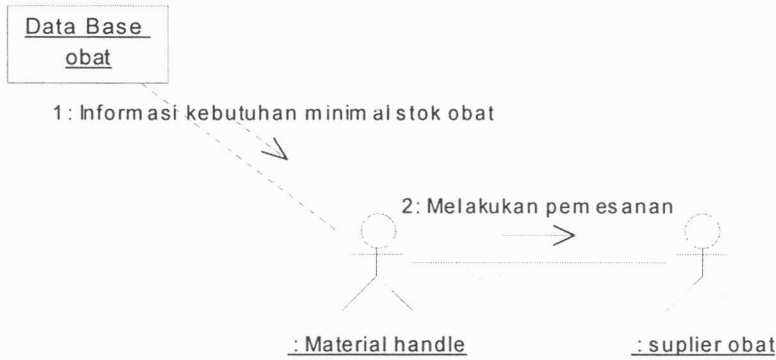 Data Base
obat
1: Informasi kebutuhan minimal stok obat
2: Melakukan pemesanan
: Material handle
: suplier obat